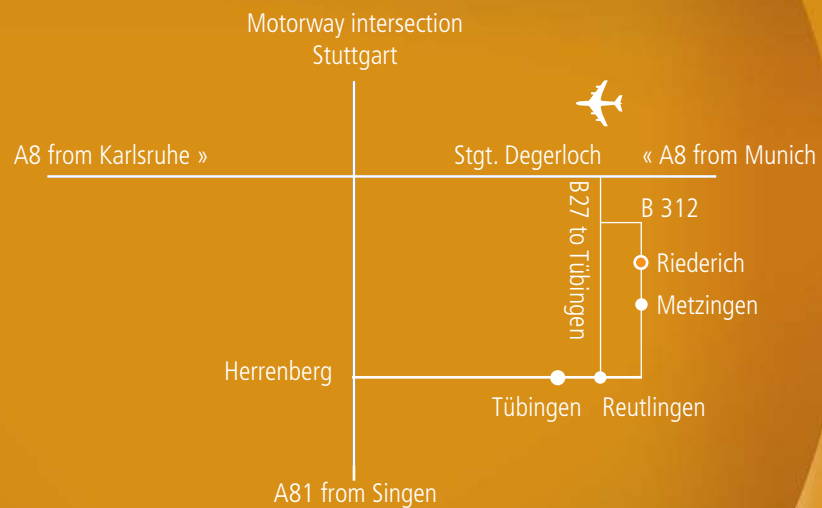 Motorway intersection
Stuttgart
A8 from Karlsruhe »
Stgt. Degerloch
« A8 from Munich
B27 to Tübingen
B 312
Riederich
Metzingen
Herrenberg
Tübingen
Reutlingen
A81 from Singen